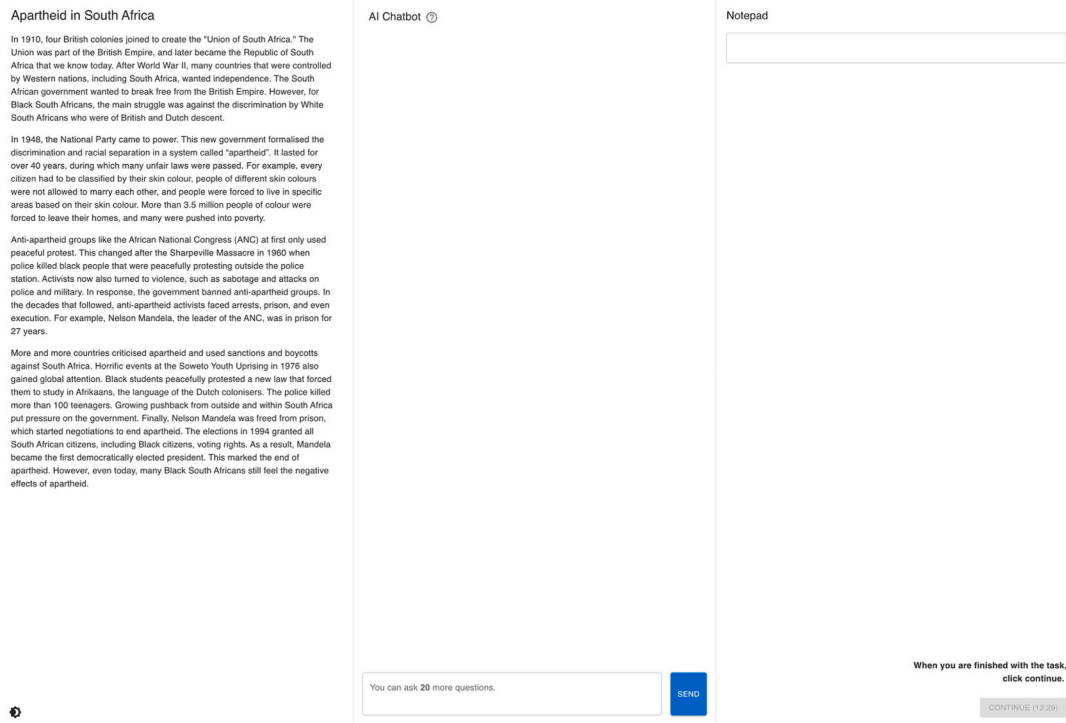 Apartheid in South Africa
In 1910, four British colonies joined to create the "Union of South Africa." The
Union was part of the British Empire, and later became the Republic of South
Africa that we know today. After World War II, many countries that were controlled
by Western nations, including South Africa, wanted independence. The South
African government wanted to break free from the British Empire. However, for
Black South Africans, the main struggle was against the discrimination by White
South Africans who were of British and Dutch descent.
In 1948, the National Party came to power. This new government formalised the
discrimination and racial separation in a system called “apartheid”. It lasted for
over 40 years, during which many unfair laws were passed. For example, every
citizen had to be classified by their skin colour, people of different skin colours
were not allowed to marry each other, and people were forced to live in specific
areas based on their skin colour. More than 3.5 million people of colour were
forced to leave their homes, and many were pushed into poverty.
Anti-apartheid groups like the African National Congress (ANC) at first only used
peaceful protest. This changed after the Sharpeville Massacre in 1960 when
police killed black people that were peacefully protesting outside the police
station. Activists now also turned to violence, such as sabotage and attacks on
police and military. In response, the government banned anti-apartheid groups. In
the decades that followed, anti-apartheid activists faced arrests, prison, and even
execution. For example, Nelson Mandela, the leader of the ANC, was in prison for
27 years.
More and more countries criticised apartheid and used sanctions and boycotts
against South Africa. Horrific events at the Soweto Youth Uprising in 1976 also
gained global attention. Black students peacefully protested a new law that forced
them to study in Afrikaans, the language of the Dutch colonisers. The police killed
more than 100 teenagers. Growing pushback from outside and within South Africa
put pressure on the government. Finally, Nelson Mandela was freed from prison,
which started negotiations to end apartheid. The elections in 1994 granted all
South African citizens, including Black citizens, voting rights. As a result, Mandela
became the first democratically elected president. This marked the end of
apartheid. However, even today, many Black South Africans still feel the negative
effects of apartheid.
AI Chatbot ?
You can ask 20 more questions.
SEND
Notepad
When you are finished with the task,
click continue.
CONTINUE (12:29)